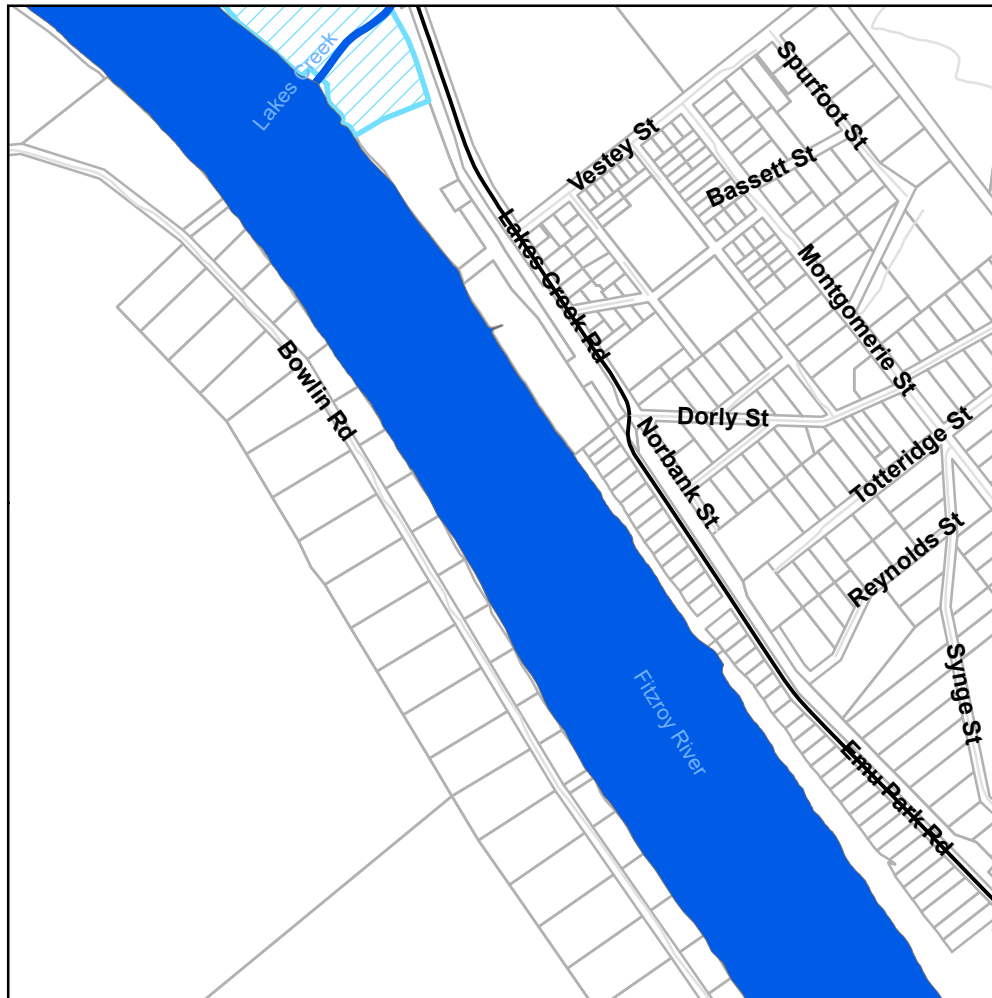 Lakes Creek
Spurfoot St
Vestey St
Bassett St
Lakes Creek Rd
Montgomerie St
Bowlin Rd
Dorly St
Norbank St
Totteridge St
Reynolds St
Synge St
Fitzroy River
Emu Park Rd